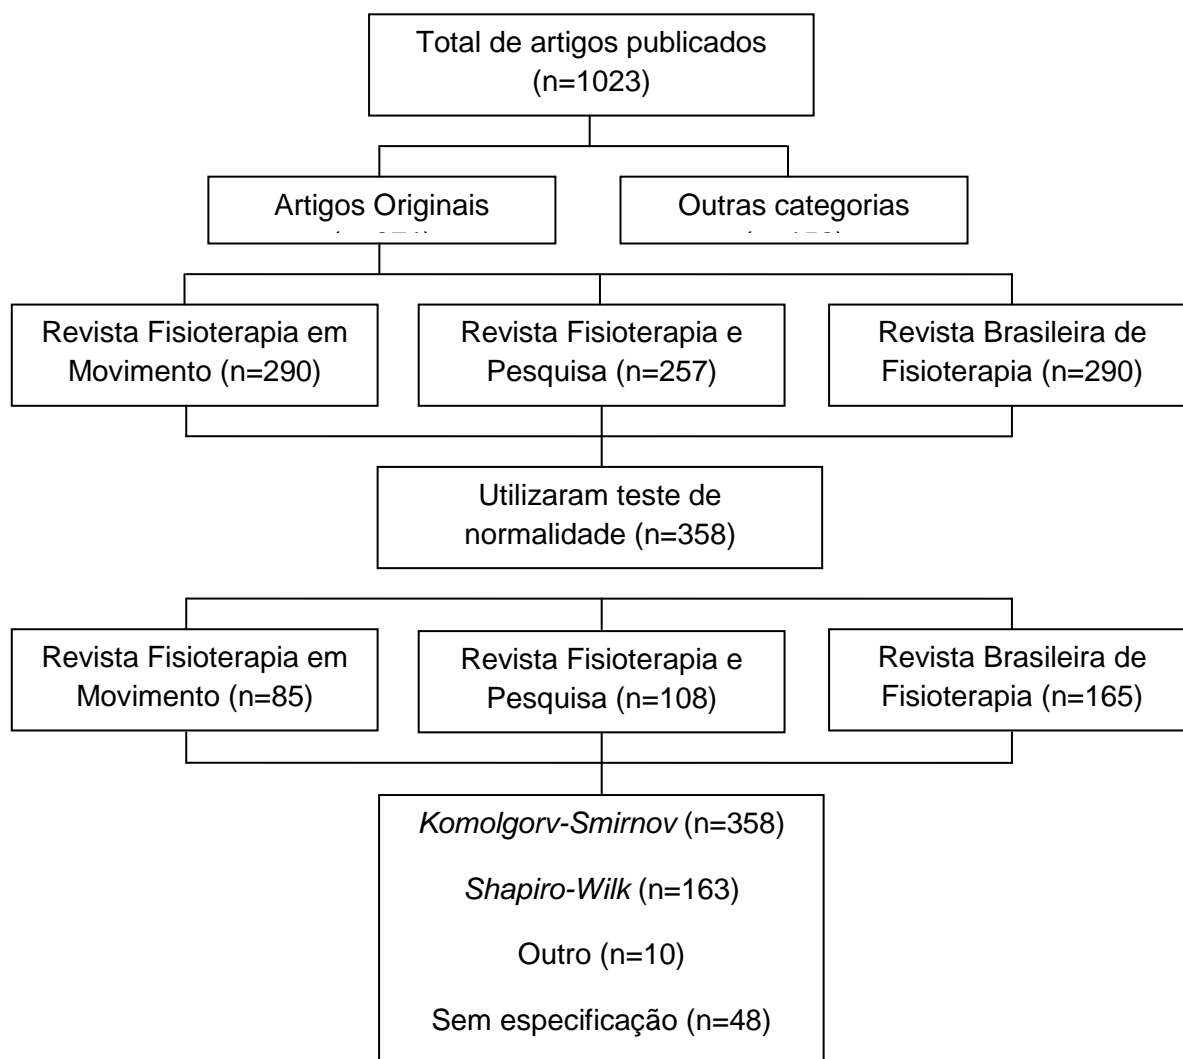 Total de artigos publicados
(n=1023)
Artigos Originais
Outras categorias
Revista Fisioterapia em
Movimento (n=290)
Revista Fisioterapia e
Pesquisa (n=257)
Revista Brasileira de
Fisioterapia (n=290)
Utilizaram teste de
normalidade (n=358)
Revista Fisioterapia em
Movimento (n=85)
Revista Fisioterapia e
Pesquisa (n=108)
Revista Brasileira de
Fisioterapia (n=165)
Komolgorv-Smirnov (n=358)
Shapiro-Wilk (n=163)
Outro (n=10)
Sem especificação (n=48)